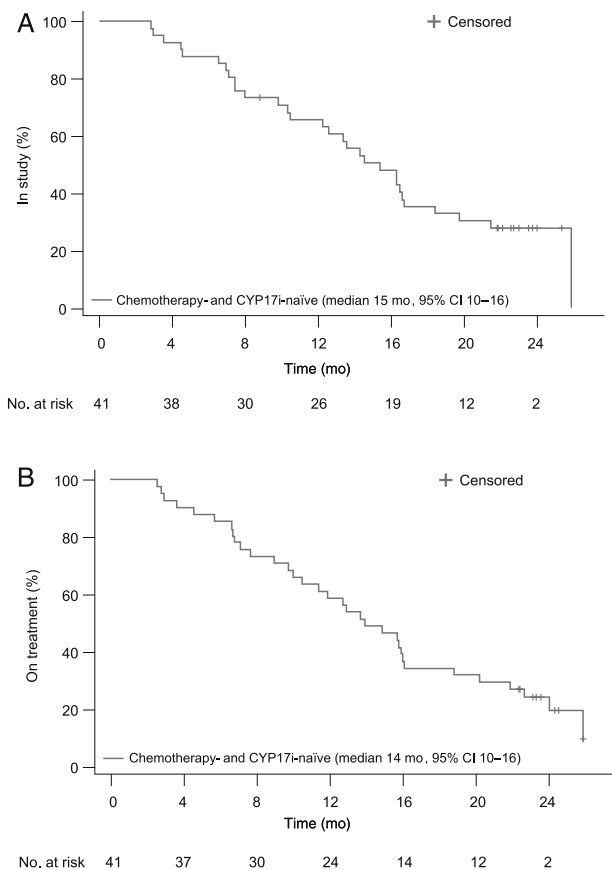 A
100
80
60
40
20
0
In study (%)
Censored
Chemotherapy- and CYP17i-naïve (median 15 mo, 95% CI 10–16)
0 4 8 12 16 20 24
Time (mo)
No. at risk 41 38 30 26 19 12 2
B
100
80
60
40
20
0
On treatment (%)
Censored
Chemotherapy- and CYP17i-naïve (median 14 mo, 95% CI 10–16)
0 4 8 12 16 20 24
Time (mo)
No. at risk 41 37 30 24 14 12 2